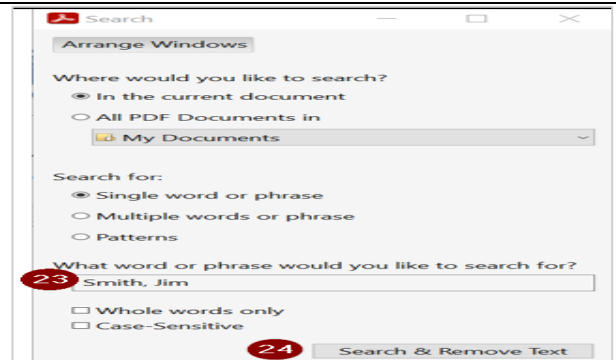 Search
Arrange Windows
Where would you like to search?
In the current document
All PDF Documents in
My Documents
Search for:
Single word or phrase
Multiple words or phrase
Patterns
What word or phrase would you like to search for?
23 Smith, Jim
Whole words only
Case-Sensitive
24 Search & Remove Text